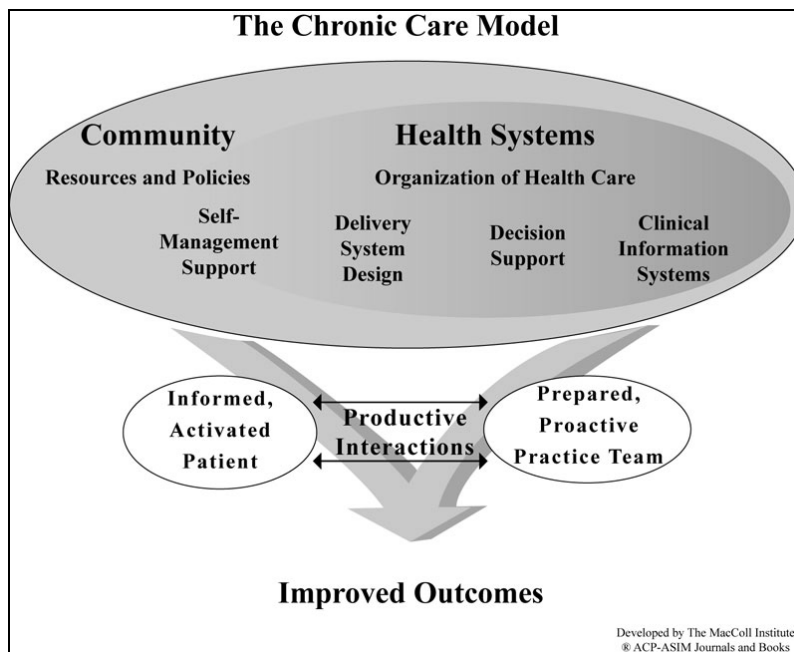 The Chronic Care Model
Community
Resources and Policies
Health Systems
Organization of Health Care
Self-
Management
Support
Delivery
System
Design
Decision
Support
Clinical
Information
Systems
Informed,
Activated
Patient
Productive
Interactions
Prepared,
Proactive
Practice Team
Improved Outcomes
Developed by The MacColl Institute
® ACP-ASIM Journals and Books